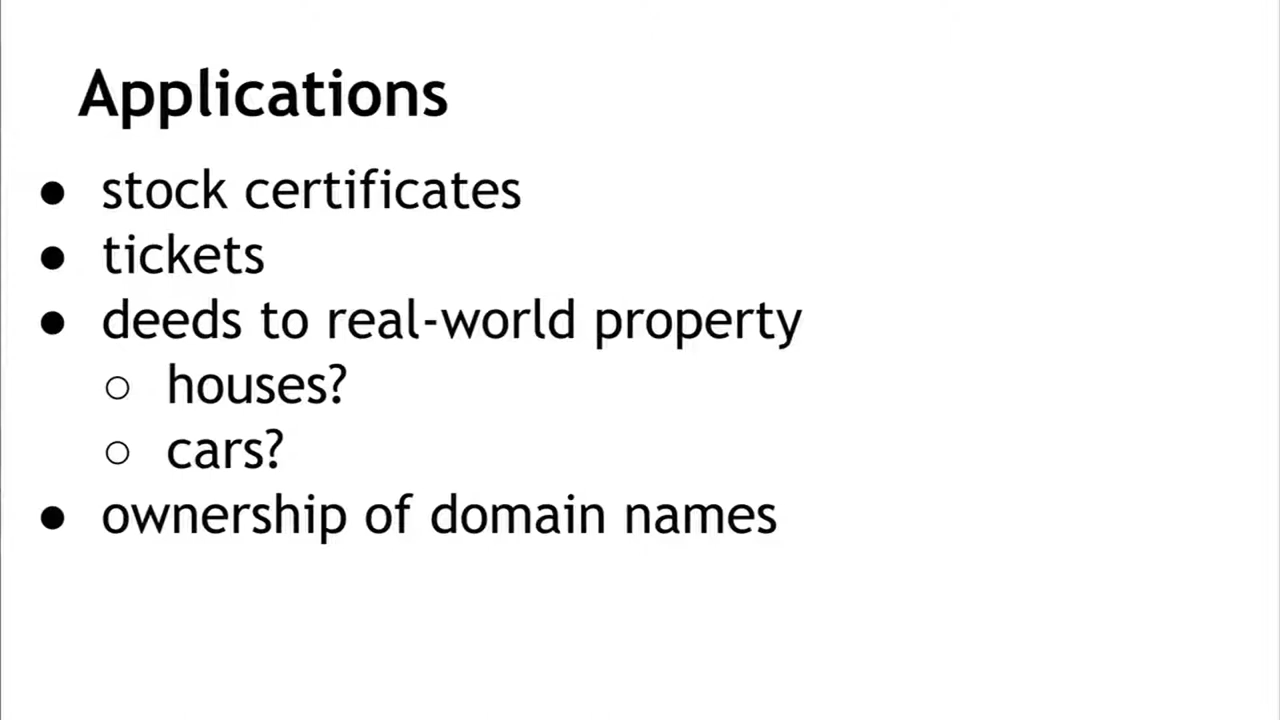 Applications
● stock certificates
● tickets
● deeds to real-world property
○ houses?
○ cars?
● ownership of domain names